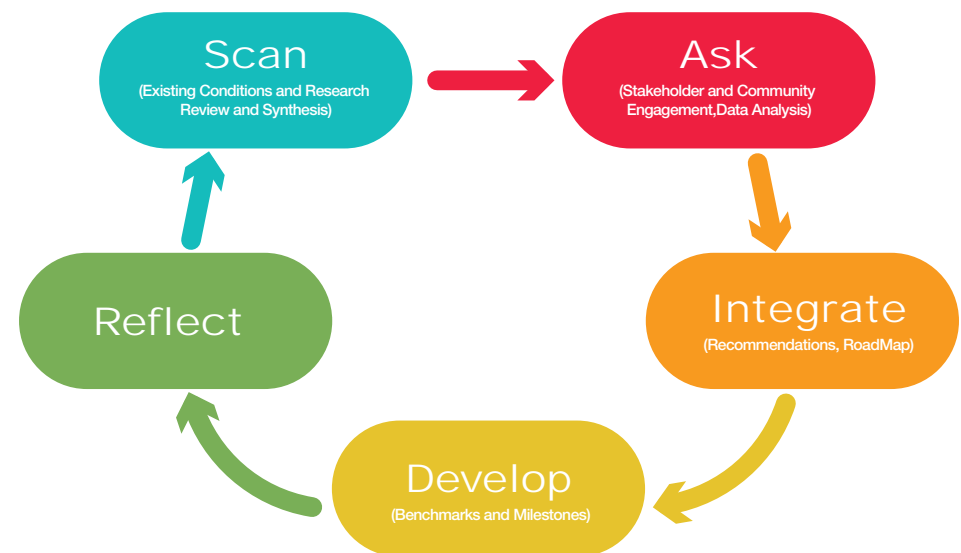 Scan
(Existing Conditions and Research
Review and Synthesis)
Ask
(Stakeholder and Community
Engagement,Data Analysis)
Integrate
(Recommendations, RoadMap)
Develop
(Benchmarks and Milestones)
Reflect